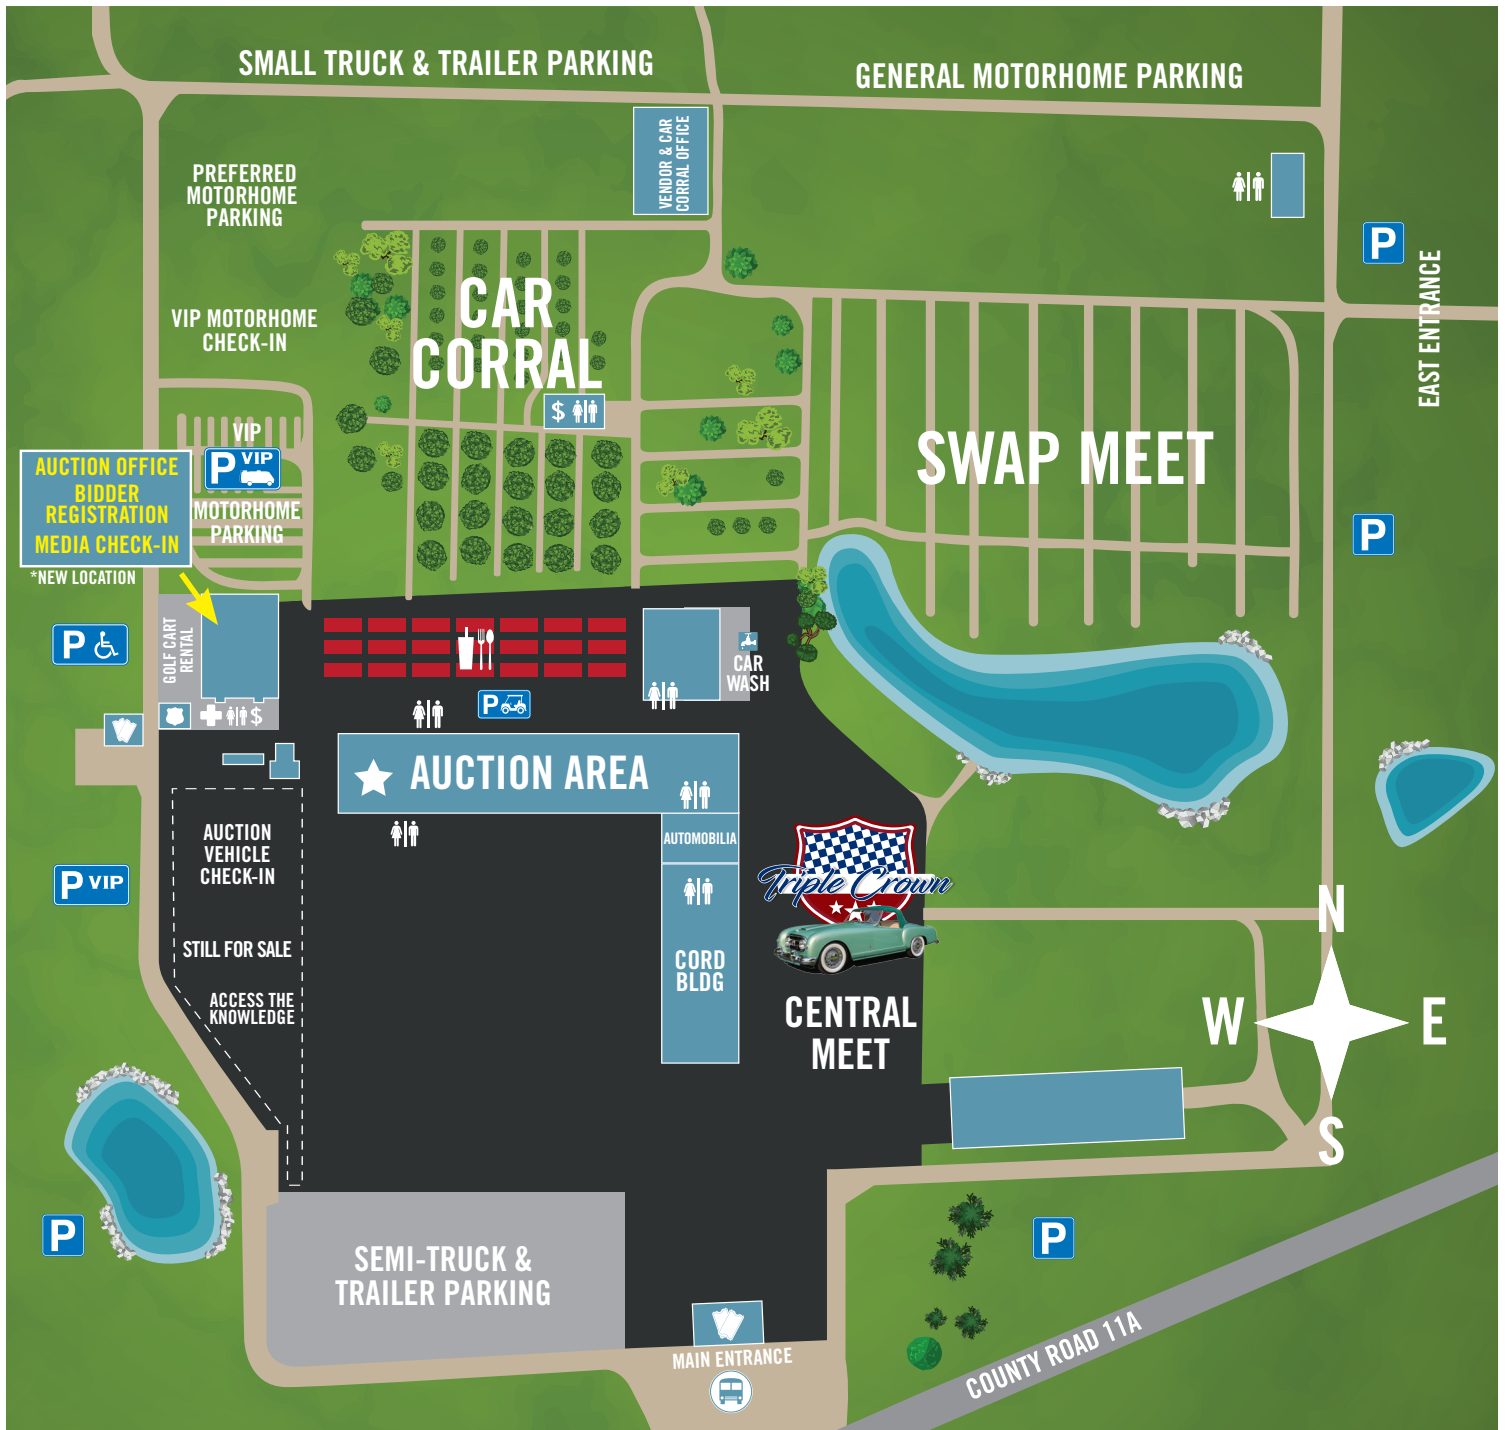 SMALL TRUCK & TRAILER PARKING
GENERAL MOTORHOME PARKING
VENDOR & CAR
CORRAL OFFICE
PREFERRED
MOTORHOME
PARKING
P
EAST ENTRANCE
VIP MOTORHOME
CHECK-IN
CAR
CORRAL
$
VIP
P VIP
MOTORHOME
PARKING
SWAP MEET
AUCTION OFFICE
BIDDER
REGISTRATION
MEDIA CHECK-IN
*NEW LOCATION
P
P
GOLF CART
RENTAL
$
P
CAR
WASH
AUCTION AREA
AUTOMOBILIA
AUCTION
VEHICLE
CHECK-IN
P VIP
Triple Crown
STILL FOR SALE
CORD
BLDG
ACCESS THE
KNOWLEDGE
CENTRAL
MEET
N
W
E
S
P
P
SEMI-TRUCK &
TRAILER PARKING
MAIN ENTRANCE
COUNTY ROAD 11A